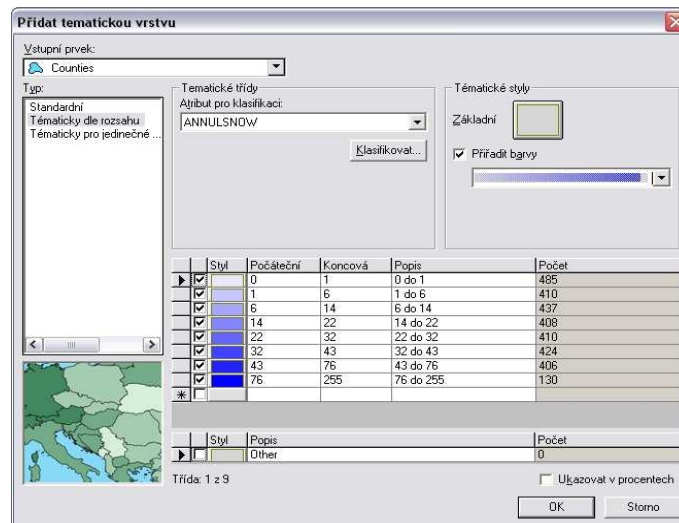 Přidat tematickou vrstvu
Vstupní prvek:
Counties
Typ:
Standardní
Tématicky dle rozsahu
Tématicky pro jedinečné ...
Tematické třídy
Atribut pro klasifikaci:
ANNULSNOW
Klasifikovat...
Tématické styly
Základní
Přiřadit barvy
Styl Počáteční Koncová Popis Počet
0 1 0 do 1 485
1 6 1 do 6 410
6 14 6 do 14 437
14 22 14 do 22 408
22 32 22 do 32 410
32 43 32 do 43 424
43 76 43 do 76 406
76 255 76 do 255 130
Styl Popis Počet
Other 0
Třída: 1 z 9
Ukazovat v procentech
OK
Storno